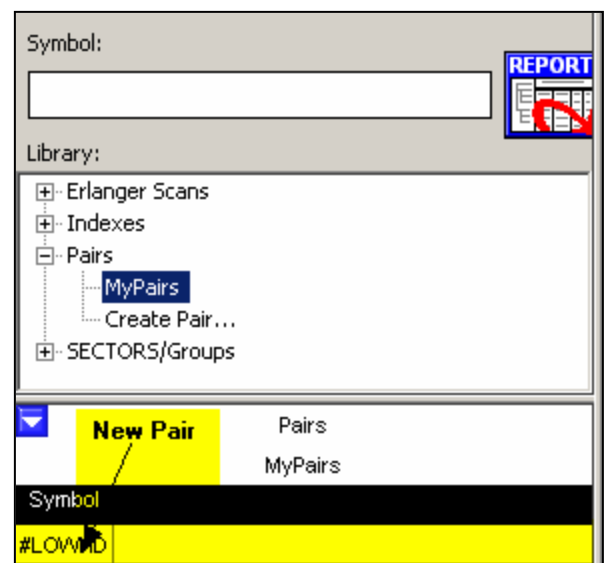 Symbol:
REPORT
Library:
Erlanger Scans
Indexes
Pairs
MyPairs
Create Pair...
SECTORS/Groups
New Pair
Pairs
MyPairs
Symbol